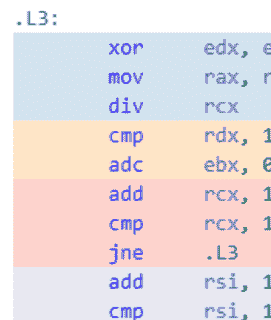 .L3:
xor edx, e
mov rax, r
div rcx
cmp rdx, 1
adc ebx, 0
add rcx, 1
cmp rcx, 1
jne .L3
add rsi, 1
cmp rsi, 1